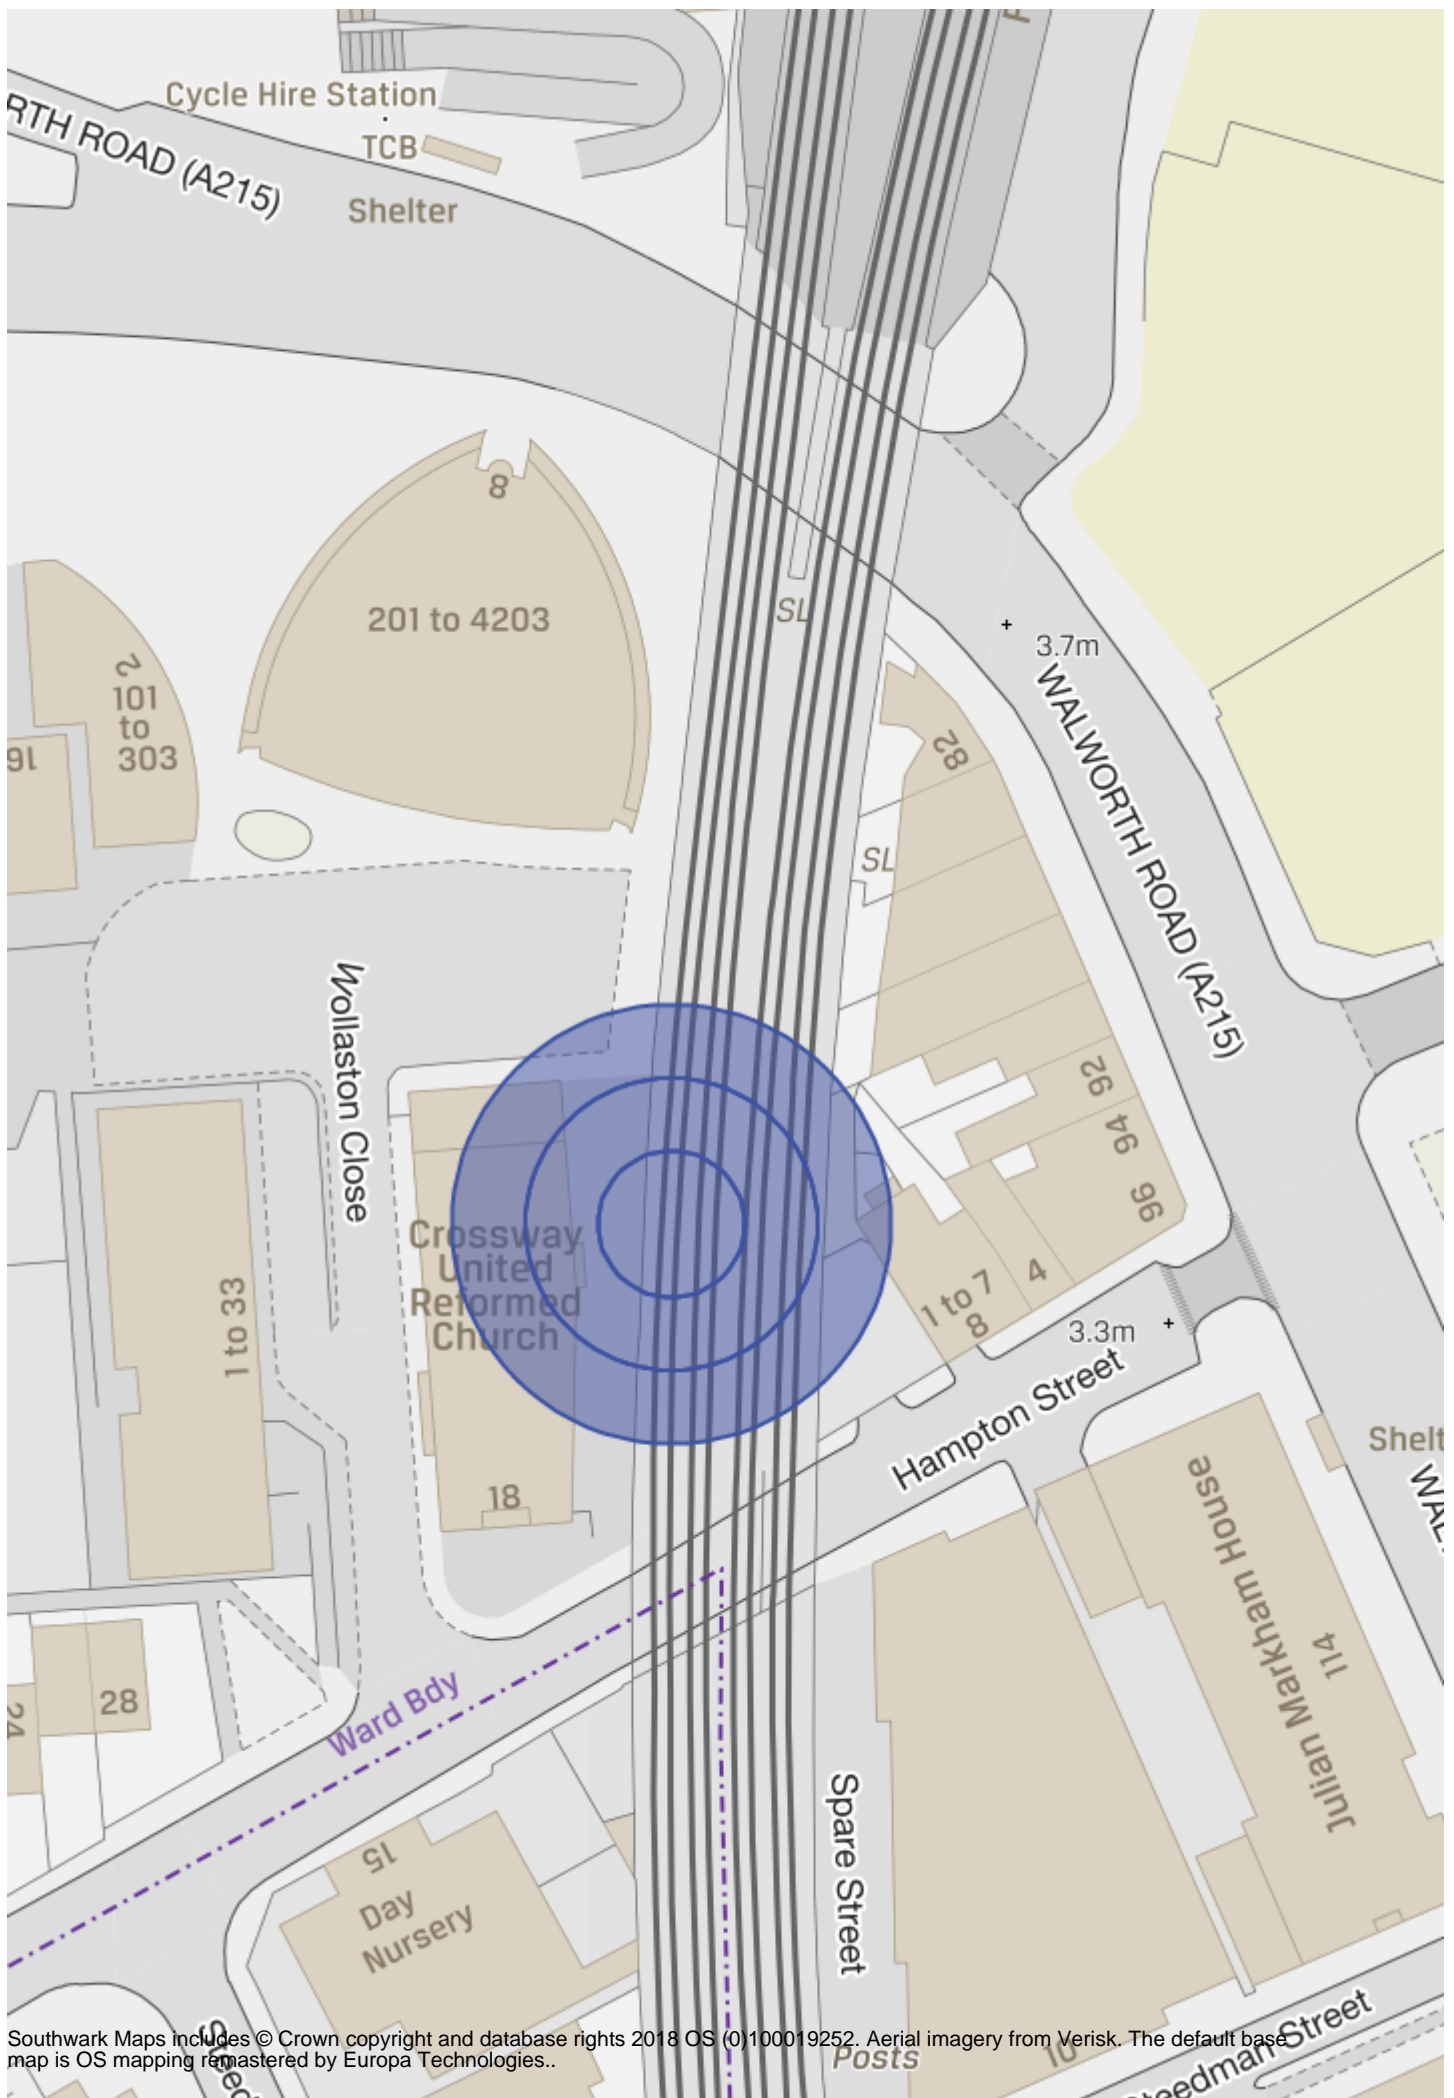 Cycle Hire Station
TCB
RTH ROAD (A215)
Shelter
8
201 to 4203
SL
3.7m
WALWORTH ROAD (A215)
2
101
to
303
16
82
SL
Wollaston Close
92
94
96
Crossway
United
Reformed
Church
1 to 33
1 to 7
8
4
3.3m
Hampton Street
Shelt
WAL
18
Julian Markham House
114
24
28
Ward Bdy
Spare Street
15
Day
Nursery
Steed
Posts
10
Steedman Street
Southwark Maps includes © Crown copyright and database rights 2018 OS (0)100019252. Aerial imagery from Verisk. The default base
map is OS mapping remastered by Europa Technologies..